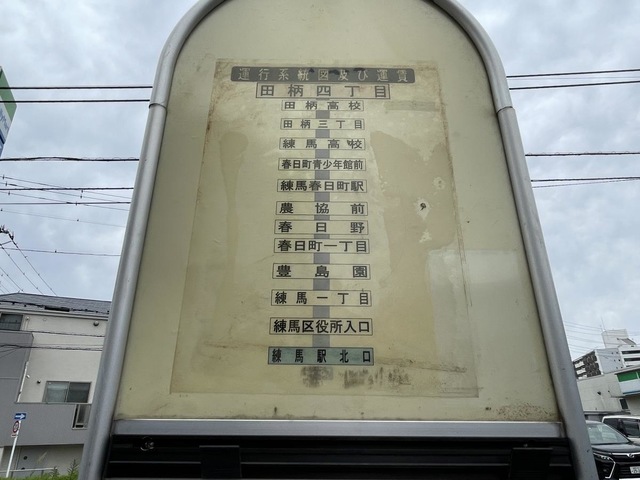 運行系統図及び運賃
田柄四丁目
田柄高校
田柄三丁目
練馬高校
春日町青少年館前
練馬春日町駅
農協前
春日野
春日町一丁目
豊島園
練馬一丁目
練馬区役所入口
練馬駅北口